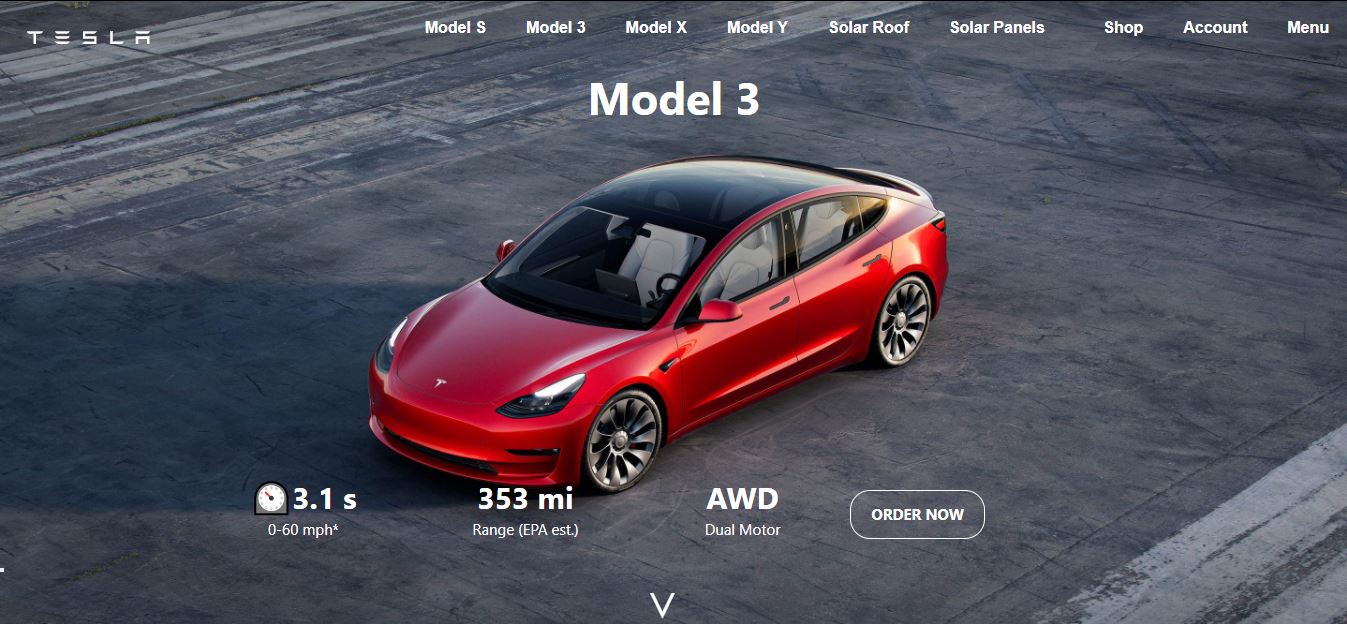 TESLA
Model S Model 3 Model X Model Y Solar Roof Solar Panels Shop Account Menu
Model 3
3.1 s
0-60 mph*
353 mi
Range (EPA est.)
AWD
Dual Motor
ORDER NOW